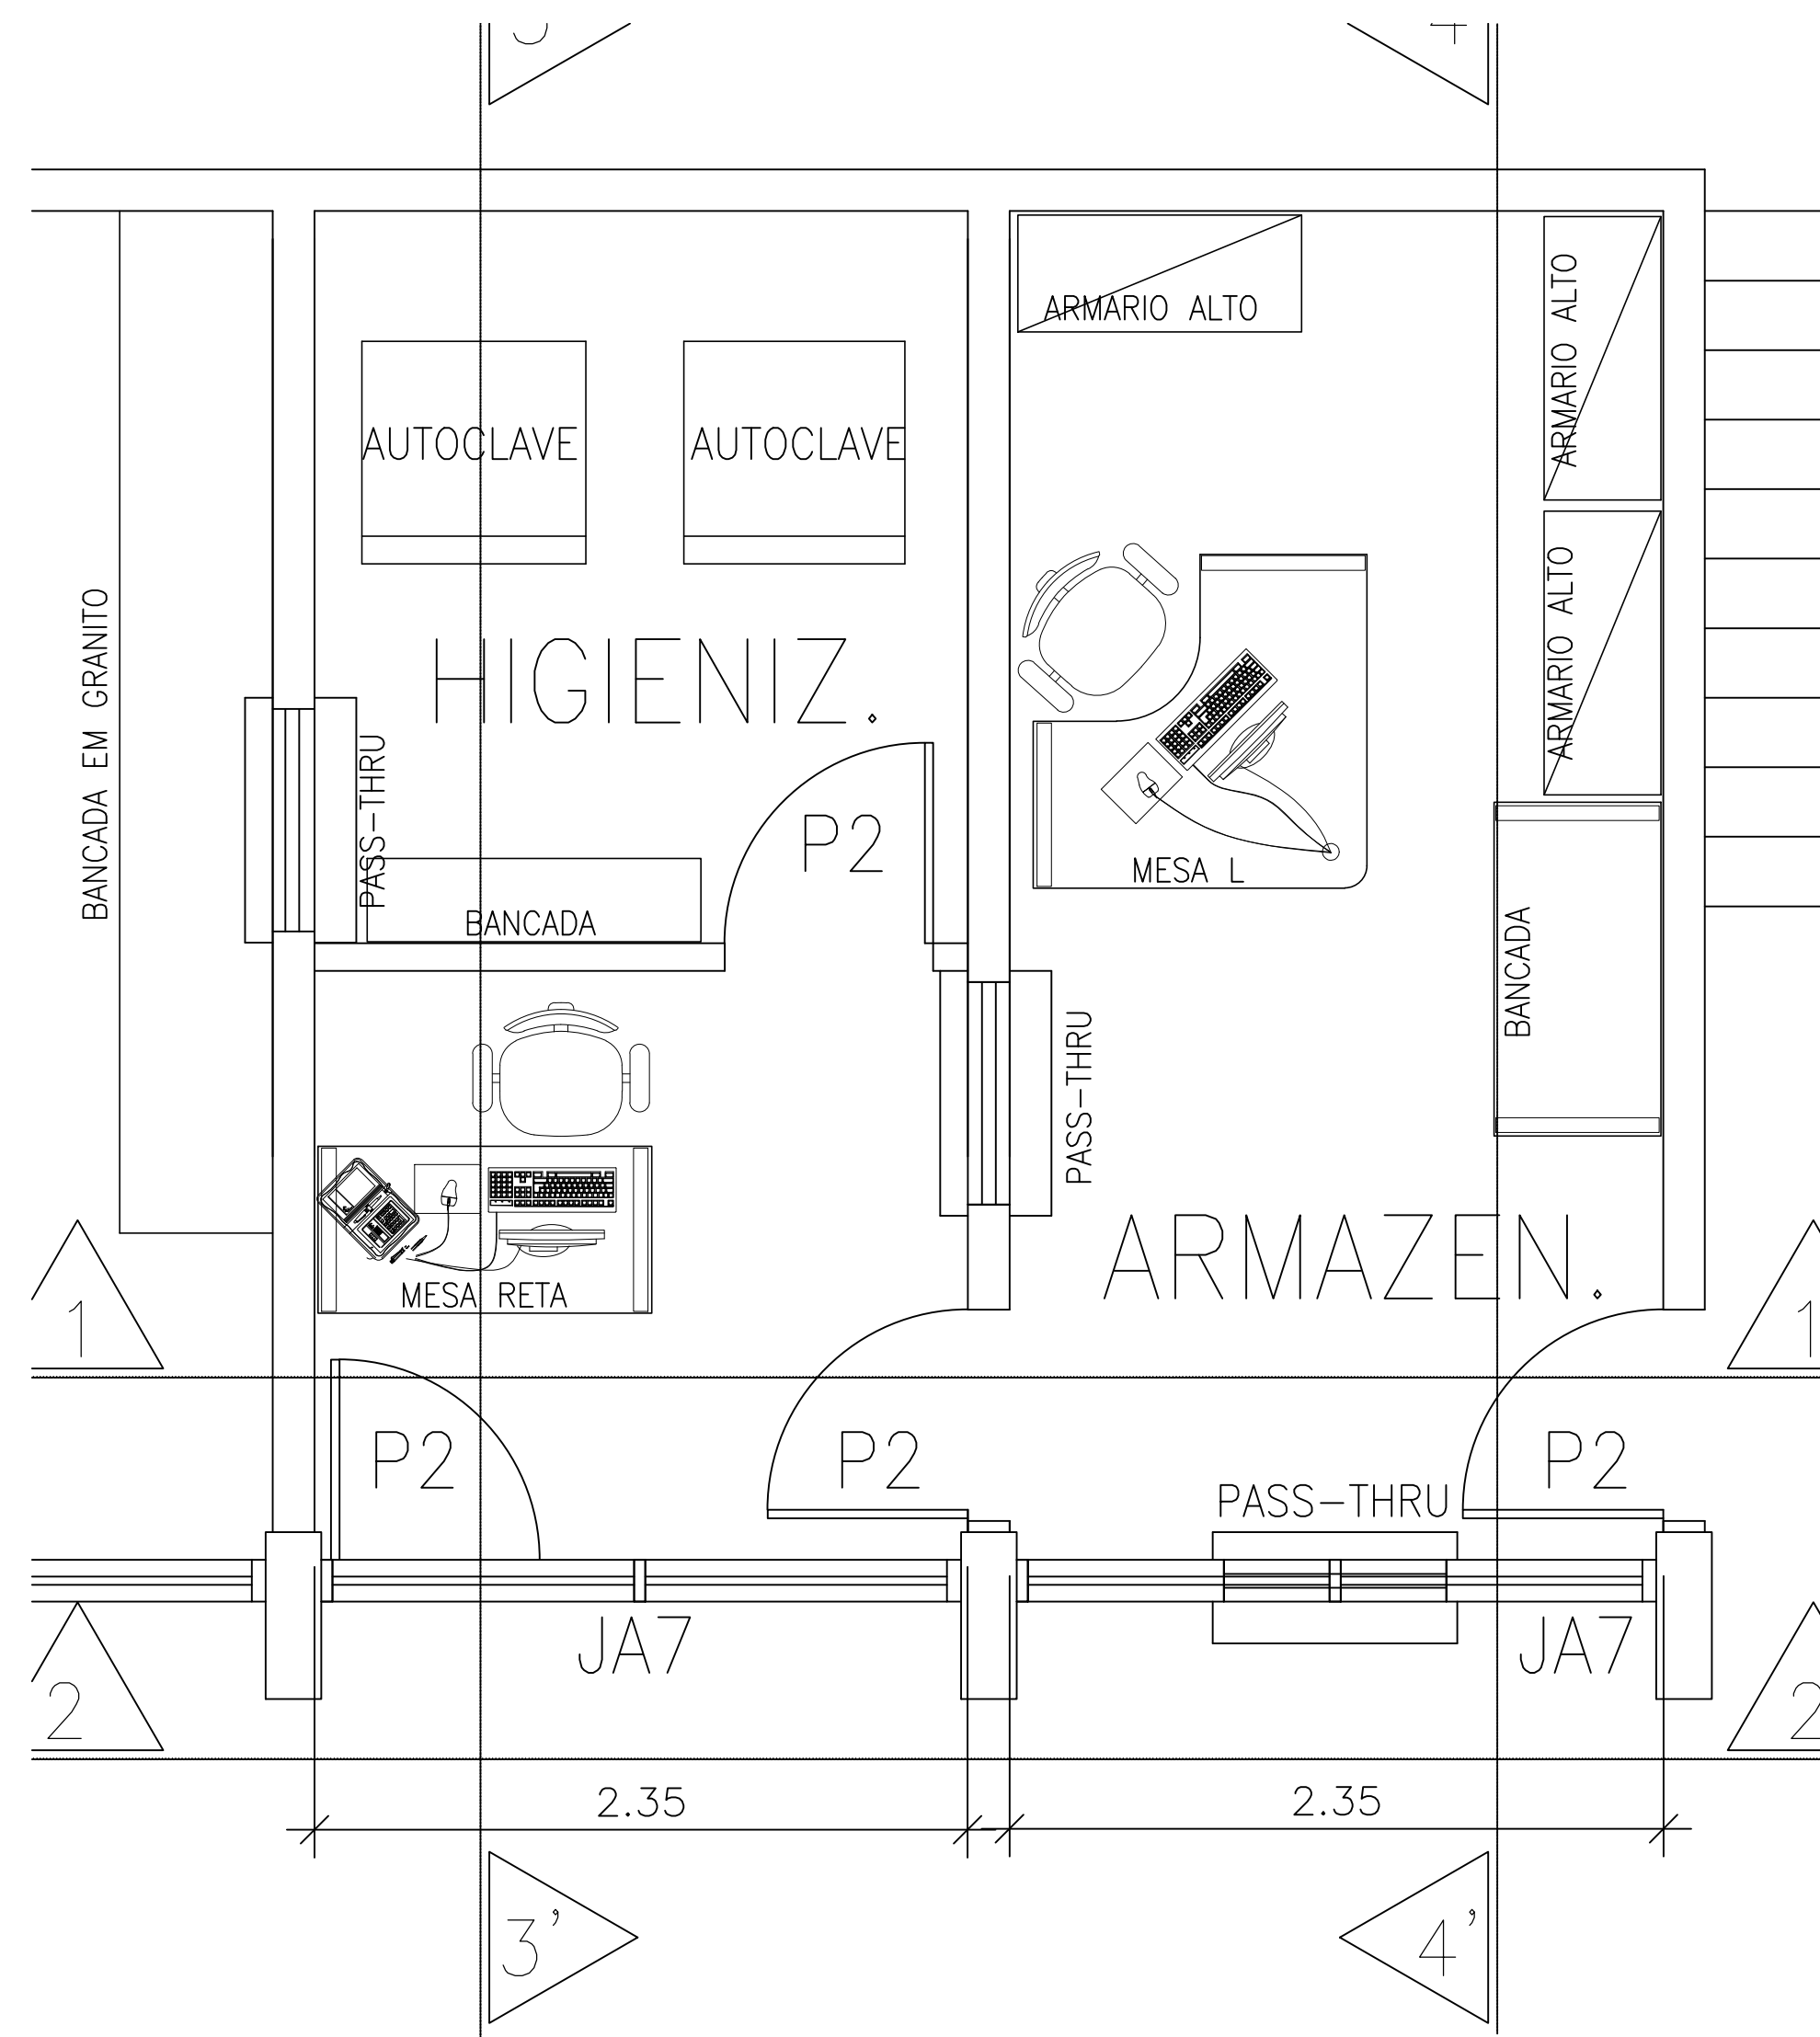 4
ARMARIO ALTO
ARMARIO ALTO
AUTOCLAVE
AUTOCLAVE
ARMARIO ALTO
BANCADA EM GRANITO
HIGIENIZ.
PASS-THRU
P2
MESA L
BANCADA
BANCADA
PASS-THRU
ARMAZEN.
MESA RETA
1
1
P2
P2
P2
PASS-THRU
JA7
JA7
2
2
2.35
2.35
3'
4'